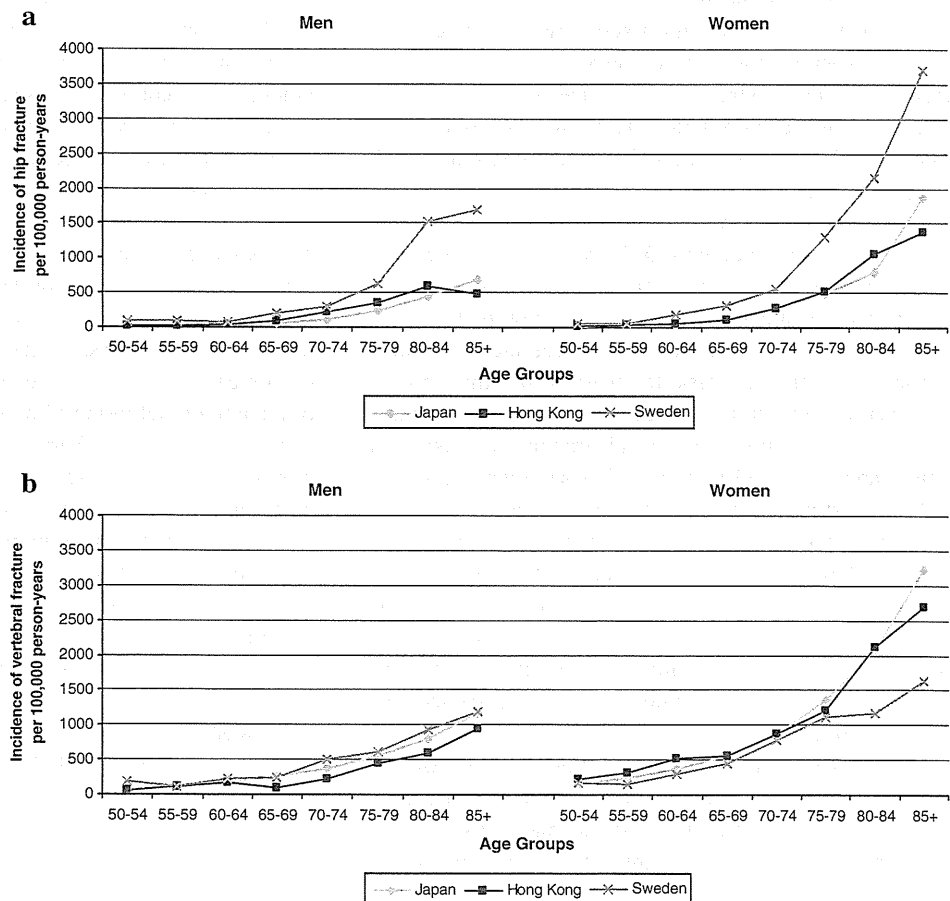 a
Men Women
Incidence of hip fracture
per 100,000 person-years
4000
3500
3000
2500
2000
1500
1000
500
0
50-54 55-59 60-64 65-69 70-74 75-79 80-84 85+ 50-54 55-59 60-64 65-69 70-74 75-79 80-84 85+
Age Groups
Japan Hong Kong Sweden
b
Men Women
Incidence of vertebral fracture
per 100,000 person-years
4000
3500
3000
2500
2000
1500
1000
500
0
50-54 55-59 60-64 65-69 70-74 75-79 80-84 85+ 50-54 55-59 60-64 65-69 70-74 75-79 80-84 85+
Age Groups
Japan Hong Kong Sweden